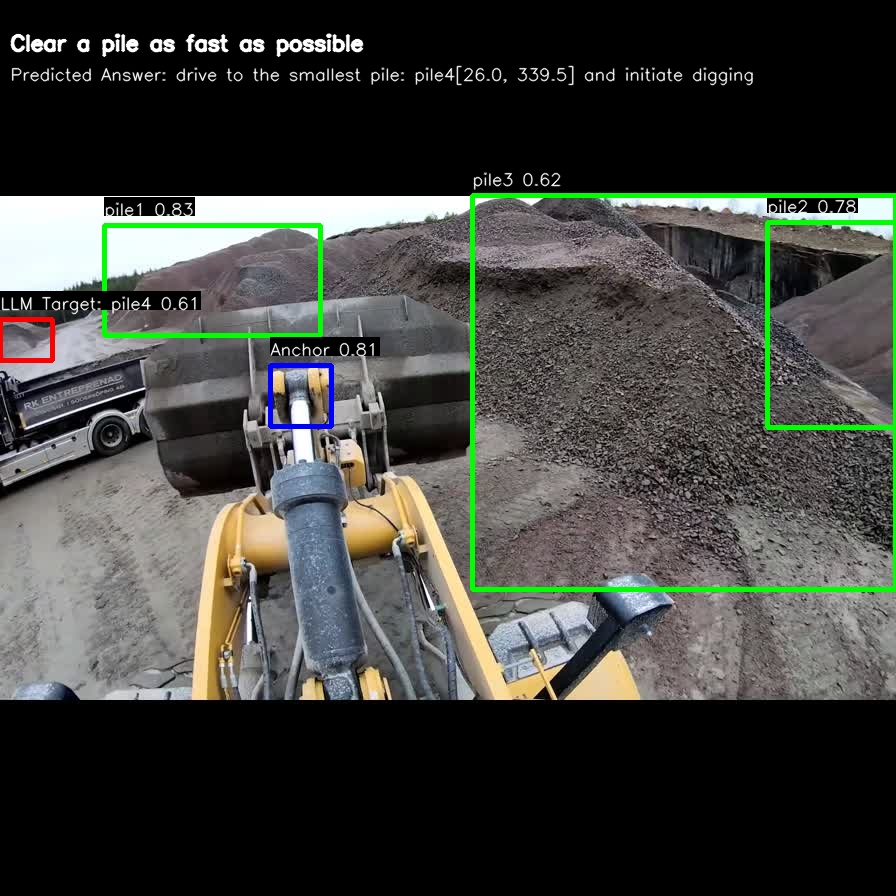 Clear a pile as fast as possible
Predicted Answer: drive to the smallest pile: pile4[26.0, 339.5] and initiate digging
pile3 0.62
pile1 0.83
pile2 0.78
LLM Target: pile4 0.61
Anchor 0.81
RK ENTREPRENAD